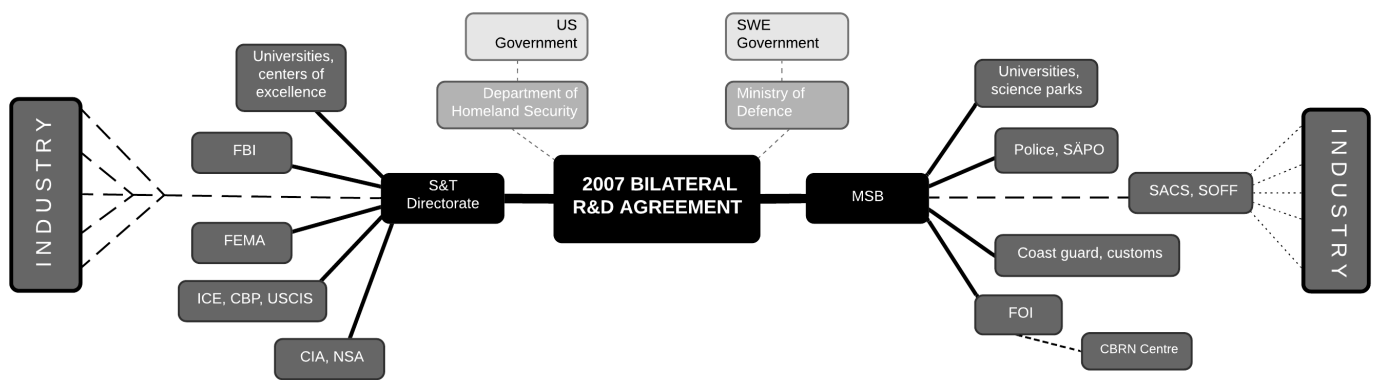 US
Government
SWE
Government
Universities,
centers of
excellence
Department of
Homeland Security
Ministry of
Defence
Universities,
science parks
INDUSTRY
FBI
Police, SÄPO
S&T
Directorate
2007 BILATERAL
R&D AGREEMENT
MSB
SACS, SOFF
INDUSTRY
FEMA
Coast guard, customs
ICE, CBP, USCIS
FOI
CIA, NSA
CBRN Centre